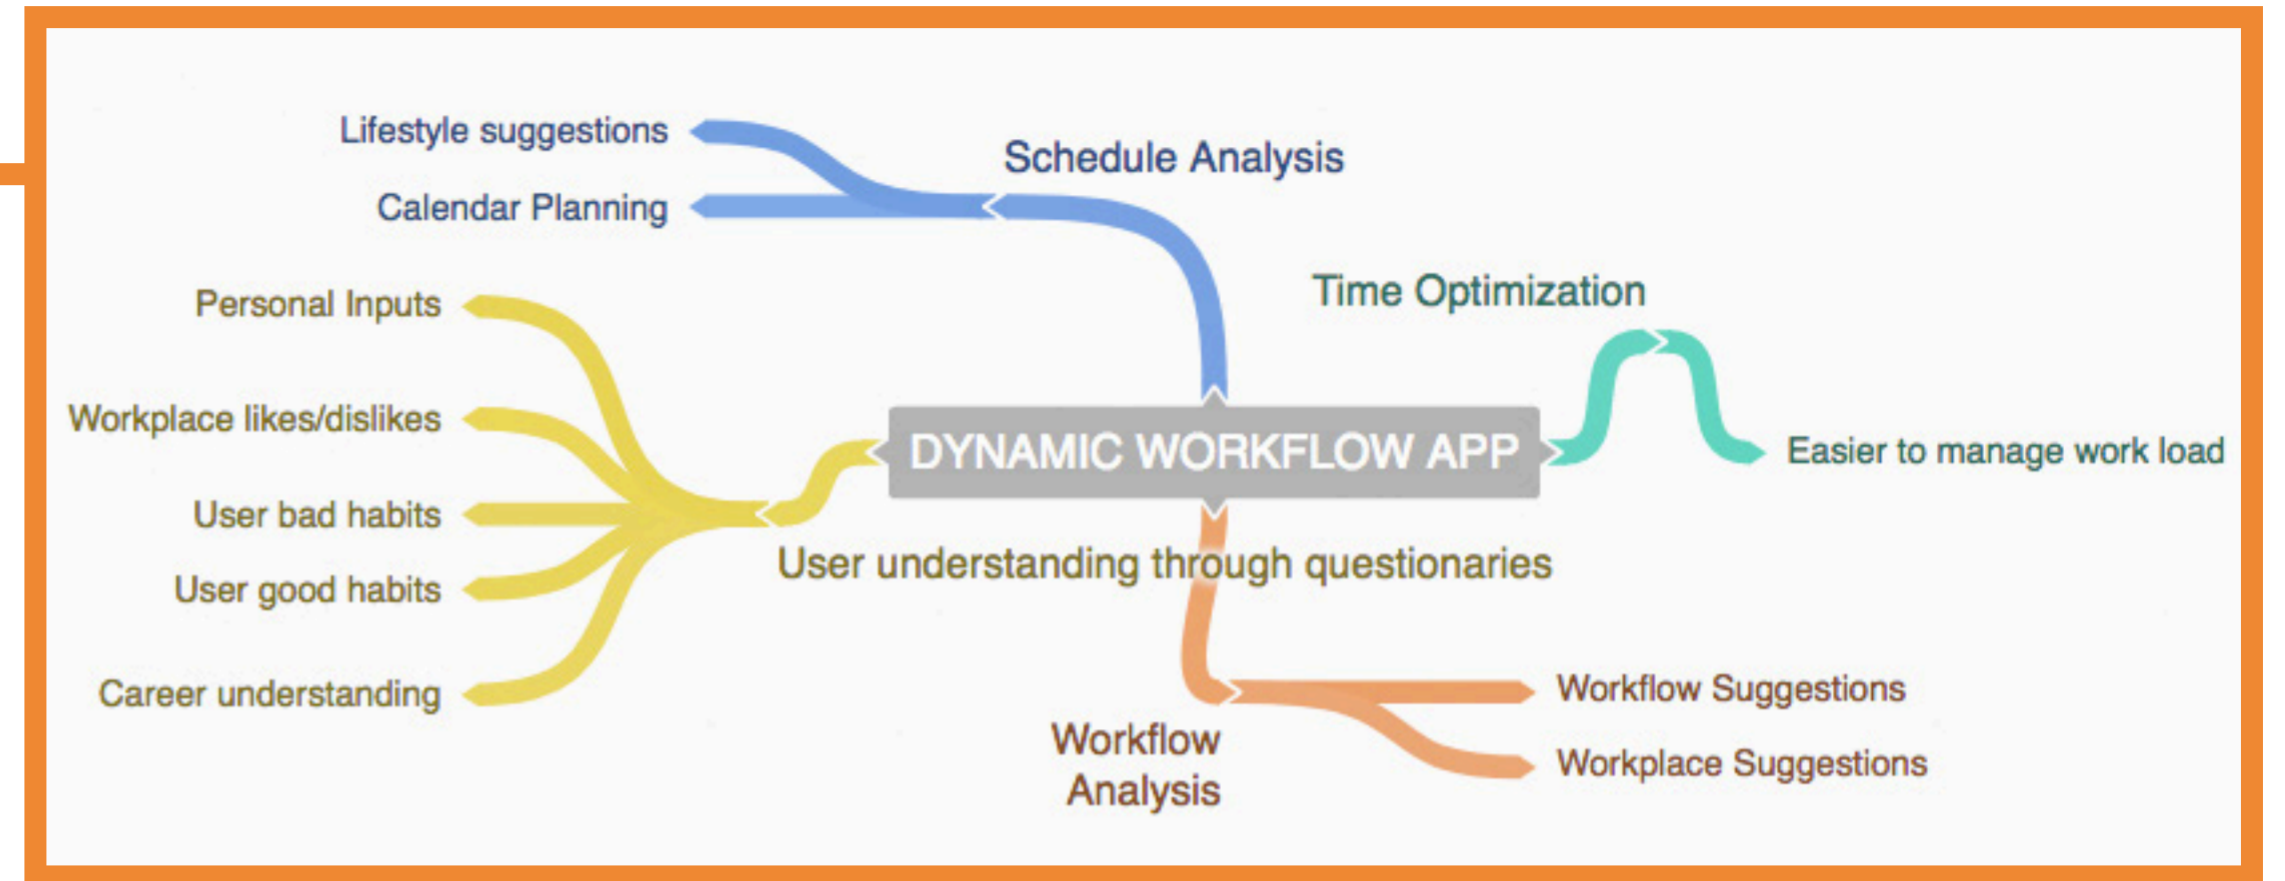 Lifestyle suggestions
Calendar Planning
Schedule Analysis
Time Optimization
Easier to manage work load
DYNAMIC WORKFLOW APP
Personal Inputs
Workplace likes/dislikes
User bad habits
User good habits
Career understanding
User understanding through questionaries
Workflow
Analysis
Workflow Suggestions
Workplace Suggestions